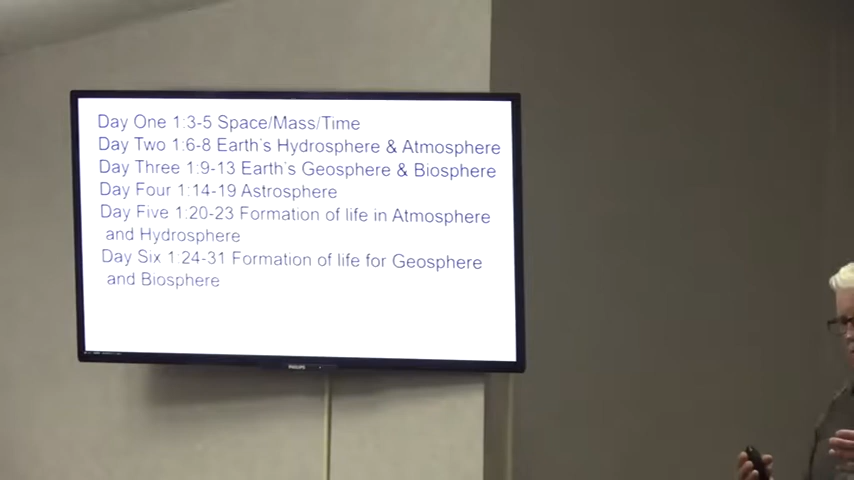 Day One 1:3-5 Space/Mass/Time
Day Two 1:6-8 Earth's Hydrosphere & Atmosphere
Day Three 1:9-13 Earth's Geosphere & Biosphere
Day Four 1:14-19 Astrosphere
Day Five 1:20-23 Formation of life in Atmosphere
and Hydrosphere
Day Six 1:24-31 Formation of life for Geosphere
and Biosphere
PHILIPS